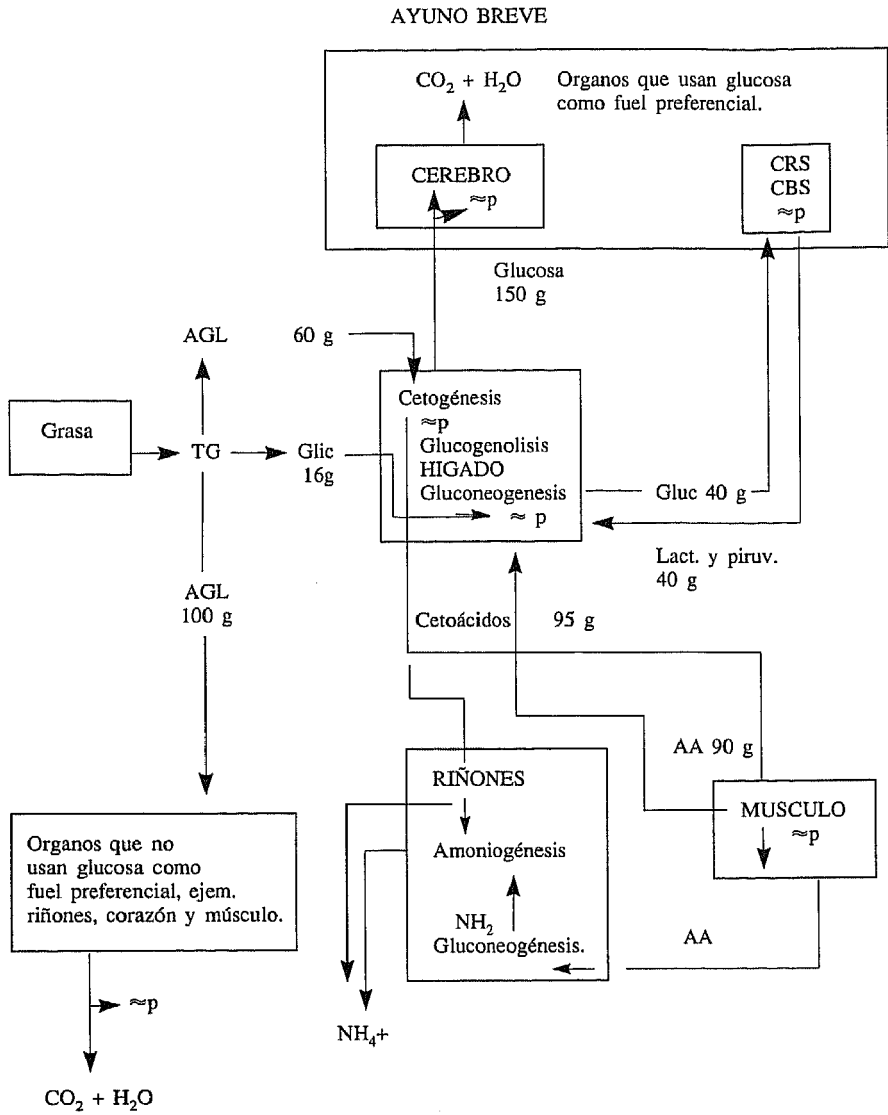 AYUNO BREVE
CO₂ + H₂O
Organos que usan glucosa
como fuel preferencial.
CEREBRO
≈p
CRS
CBS
≈p
Glucosa
150 g
AGL
60 g
Grasa
TG
Glic
16g
Cetogénesis
≈p
Glucogenolisis
HIGADO
Gluconeogenesis
≈ p
Gluc 40 g
Lact. y piruv.
40 g
AGL
100 g
Cetoácidos
95 g
AA 90 g
RIÑONES
Amoniogénesis
NH₂
Gluconeogénesis.
MUSCULO
≈p
AA
Organos que no
usan glucosa como
fuel preferencial, ejem.
riñones, corazón y músculo.
≈p
NH₄+
CO₂ + H₂O